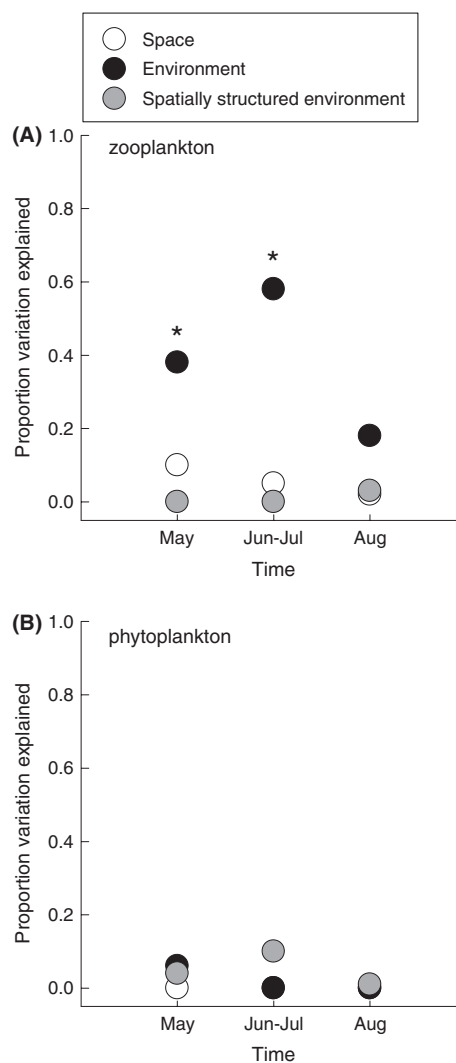 Space
Environment
Spatially structured environment
(A)
zooplankton
Proportion variation explained
1.0
0.8
0.6
0.4
0.2
0.0
*
*
May Jun-Jul Aug
Time
(B)
phytoplankton
Proportion variation explained
1.0
0.8
0.6
0.4
0.2
0.0
May Jun-Jul Aug
Time